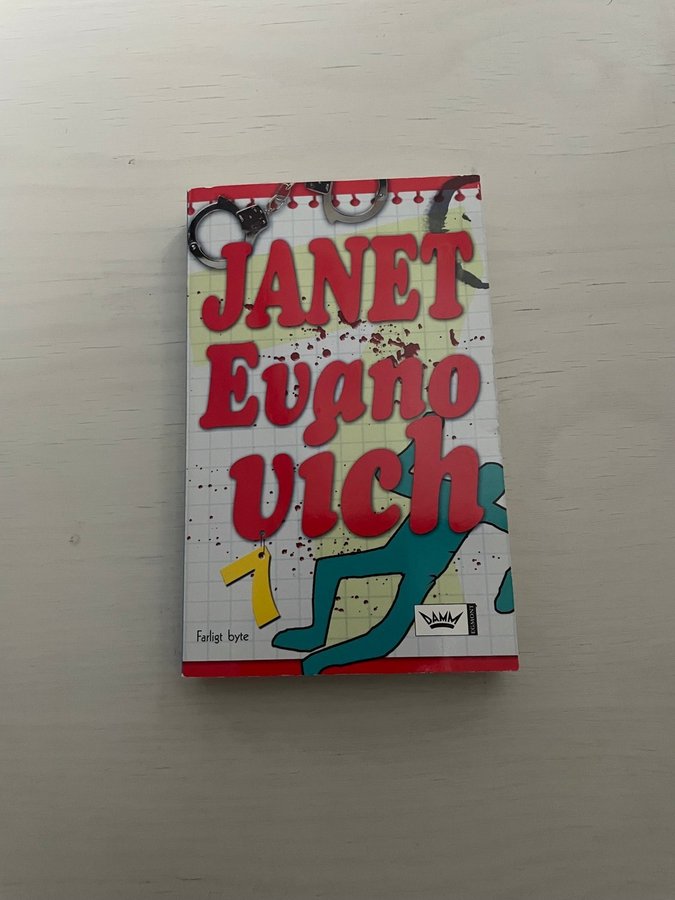 JANET
Evano
vich
7
Farligt byte
DAMM
EGMONT